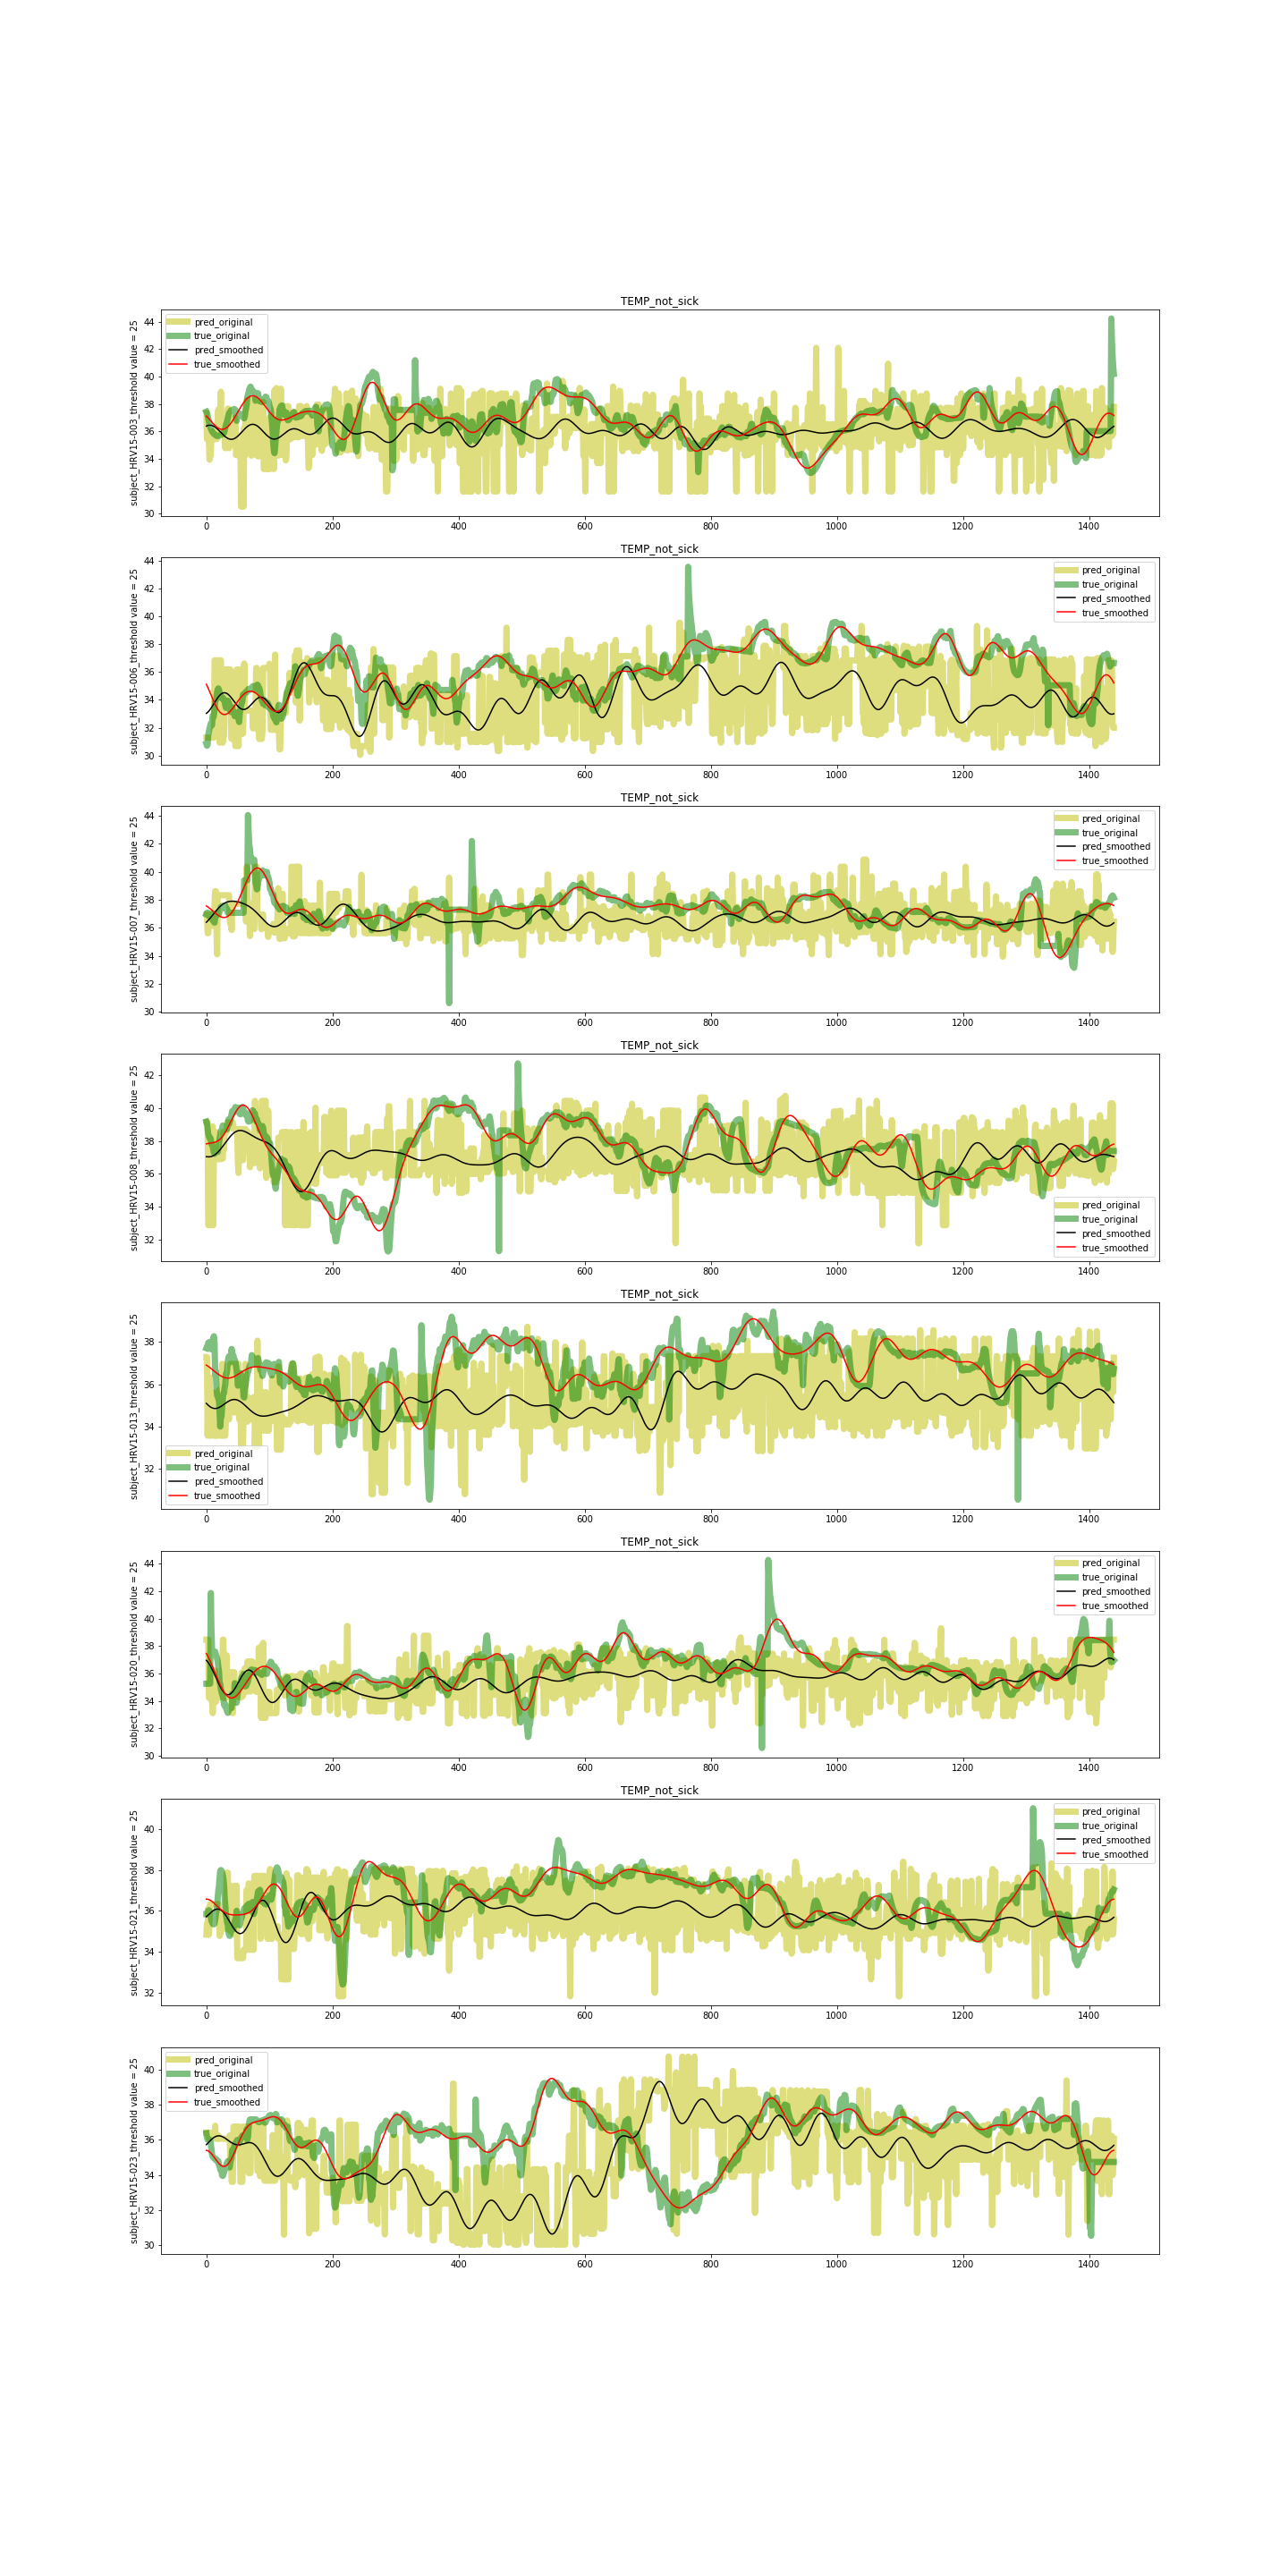 TEMP_not_sick
subject_HRV15-003_threshold value = 25
44
42
40
38
36
34
32
30
pred_original
true_original
pred_smoothed
true_smoothed
0 200 400 600 800 1000 1200 1400
TEMP_not_sick
subject_HRV15-006_threshold value = 25
44
42
40
38
36
34
32
30
pred_original
true_original
pred_smoothed
true_smoothed
0 200 400 600 800 1000 1200 1400
TEMP_not_sick
subject_HRV15-007_threshold value = 25
44
42
40
38
36
34
32
30
pred_original
true_original
pred_smoothed
true_smoothed
0 200 400 600 800 1000 1200 1400
TEMP_not_sick
subject_HRV15-008_threshold value = 25
42
40
38
36
34
32
pred_original
true_original
pred_smoothed
true_smoothed
0 200 400 600 800 1000 1200 1400
TEMP_not_sick
subject_HRV15-013_threshold value = 25
38
36
34
32
pred_original
true_original
pred_smoothed
true_smoothed
0 200 400 600 800 1000 1200 1400
TEMP_not_sick
subject_HRV15-020_threshold value = 25
44
42
40
38
36
34
32
30
pred_original
true_original
pred_smoothed
true_smoothed
0 200 400 600 800 1000 1200 1400
TEMP_not_sick
subject_HRV15-021_threshold value = 25
40
38
36
34
32
pred_original
true_original
pred_smoothed
true_smoothed
0 200 400 600 800 1000 1200 1400
subject_HRV15-023_threshold value = 25
40
38
36
34
32
30
pred_original
true_original
pred_smoothed
true_smoothed
0 200 400 600 800 1000 1200 1400